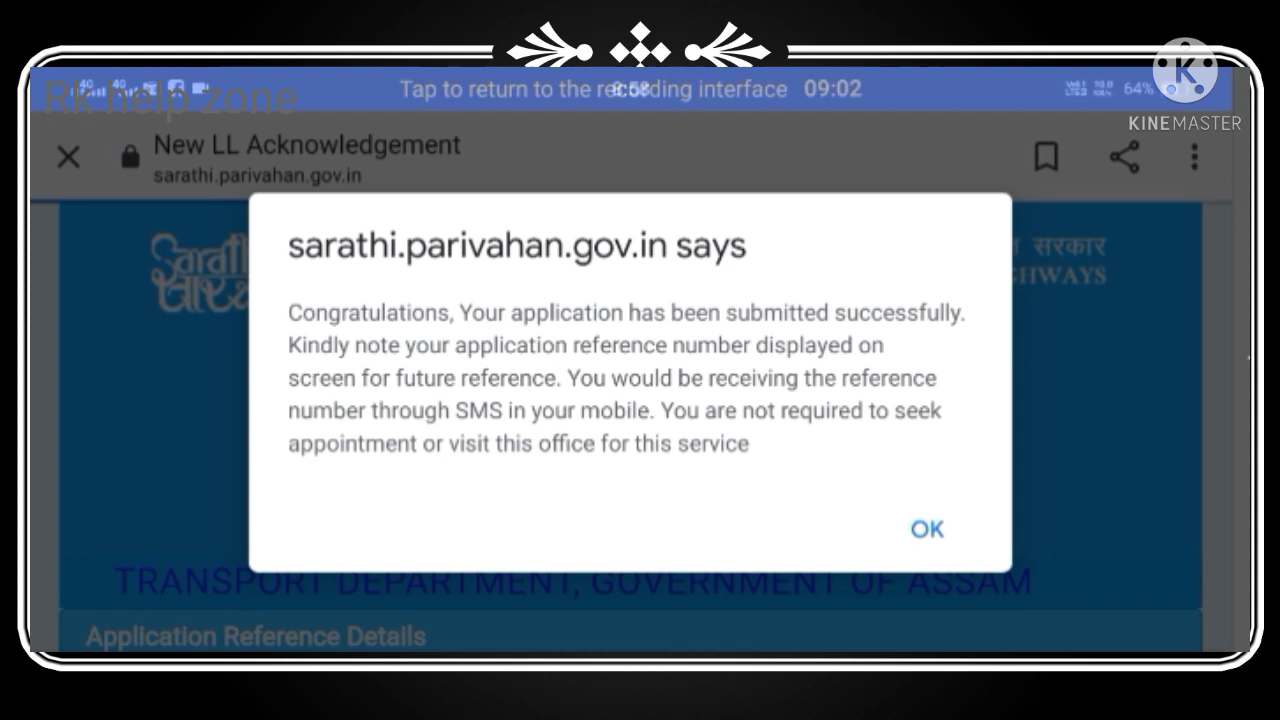 Rk help zone
Tap to return to the recording interface 09:02
64%
KINEMASTER
New LL Acknowledgement
sarathi.parivahan.gov.in
सरकार
HWAYS
sarathi.parivahan.gov.in says
Congratulations, Your application has been submitted successfully.
Kindly note your application reference number displayed on
screen for future reference. You would be receiving the reference
number through SMS in your mobile. You are not required to seek
appointment or visit this office for this service
OK
TRANSPORT DEPARTMENT, GOVERNMENT OF ASSAM
Application Reference Details